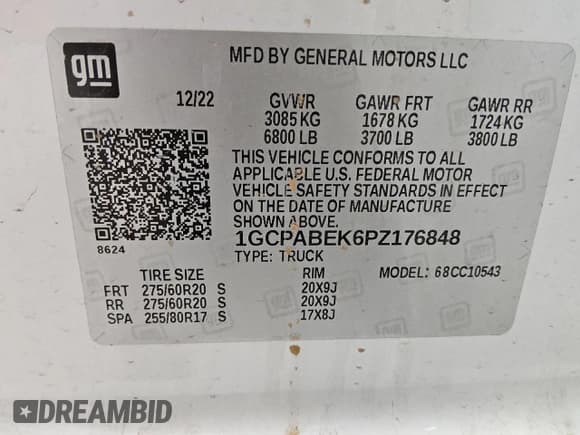 gm
MFD BY GENERAL MOTORS LLC
12/22 GVWR GAWR FRT GAWR RR
3085 KG 1678 KG 1724 KG
6800 LB 3700 LB 3800 LB
THIS VEHICLE CONFORMS TO ALL
APPLICABLE U.S. FEDERAL MOTOR
VEHICLE SAFETY STANDARDS IN EFFECT
ON THE DATE OF MANUFACTURE
SHOWN ABOVE.
8624
1GCPABEK6PZ176848
TYPE: TRUCK MODEL: 68CC10543
TIRE SIZE RIM
FRT 275/60R20 S 20X9J
RR 275/60R20 S 20X9J
SPA 255/80R17 S 17X8J
DREAMBID